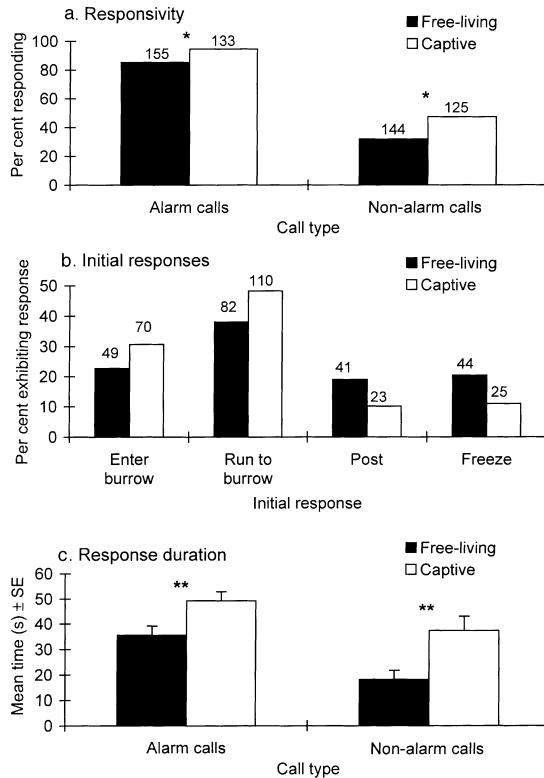 a. Responsivity
Free-living
Captive
Per cent responding
100
80
60
40
20
0
155
*
133
144
*
125
Alarm calls
Non-alarm calls
Call type
b. Initial responses
Free-living
Captive
Per cent exhibiting response
50
40
30
20
10
0
49
70
82
110
41
23
44
25
Enter
burrow
Run to
burrow
Post
Freeze
Initial response
c. Response duration
Free-living
Captive
Mean time (s) ± SE
60
50
40
30
20
10
0
**
**
Alarm calls
Non-alarm calls
Call type